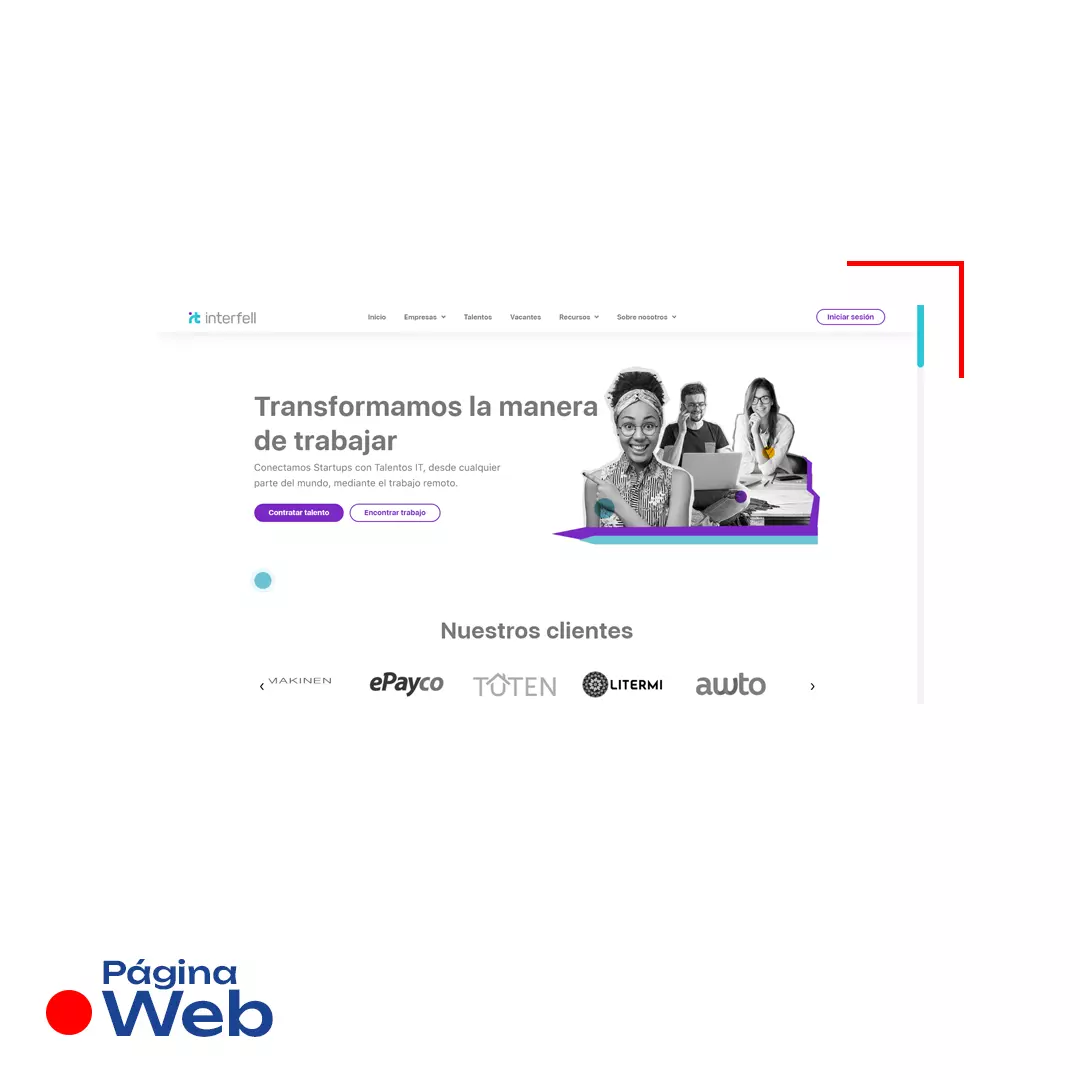 interfell
Inicio Empresas Talentos Vacantes Recursos Sobre nosotros Iniciar sesión
Transformamos la manera
de trabajar
Conectamos Startups con Talentos IT, desde cualquier
parte del mundo, mediante el trabajo remoto.
Contratar talento Encontrar trabajo
Nuestros clientes
MAKINEN ePayco TUTEN LITERMI awto
Página
Web